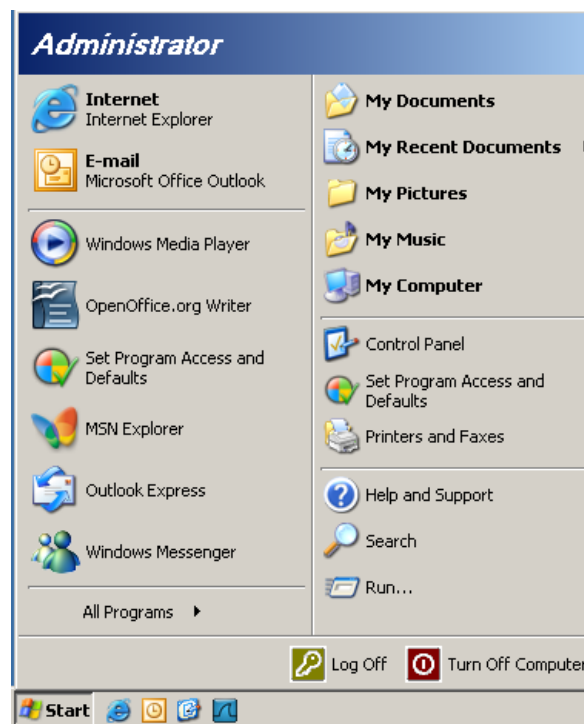 Administrator
Internet
Internet Explorer
E-mail
Microsoft Office Outlook
Windows Media Player
OpenOffice.org Writer
Set Program Access and
Defaults
MSN Explorer
Outlook Express
Windows Messenger
All Programs
My Documents
My Recent Documents
My Pictures
My Music
My Computer
Control Panel
Set Program Access and
Defaults
Printers and Faxes
Help and Support
Search
Run...
Log Off
Turn Off Computer
Start